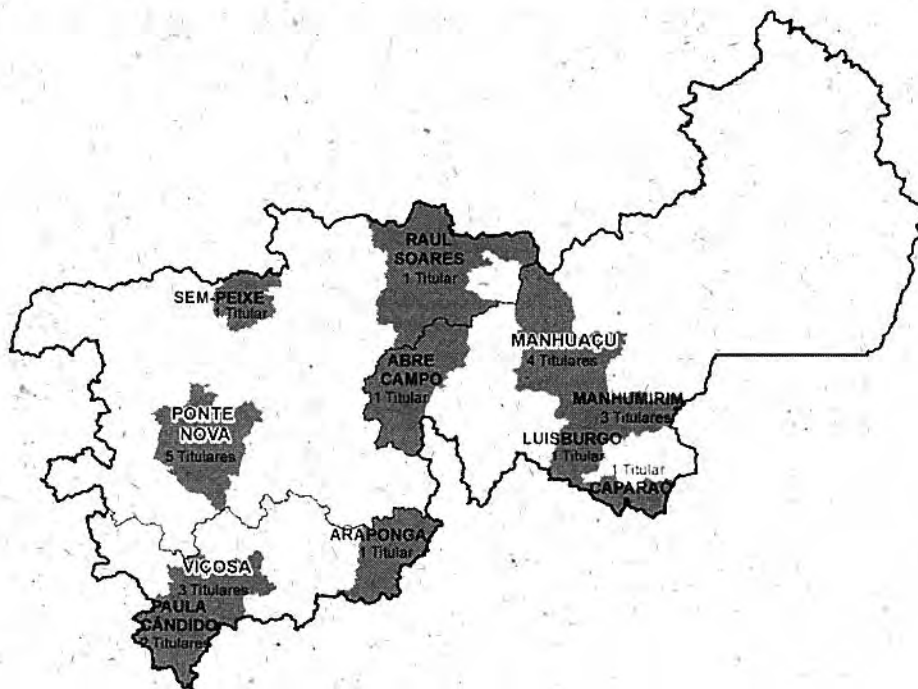 RAUL
SOARES
1 Titular
SEM-PEIXE
1 Titular
MANHUAÇU
4 Titulares
ABRE
CAMPO
1 Titular
MANHUMIRIM
3 Titulares
PONTE
NOVA
5 Titulares
LUISBURGO
Titular
1 Titular
CAPARAÓ
ARAPONGA
1 Titular
VIÇOSA
3 Titulares
PAULA
CÂNDIDO
2 Titulares